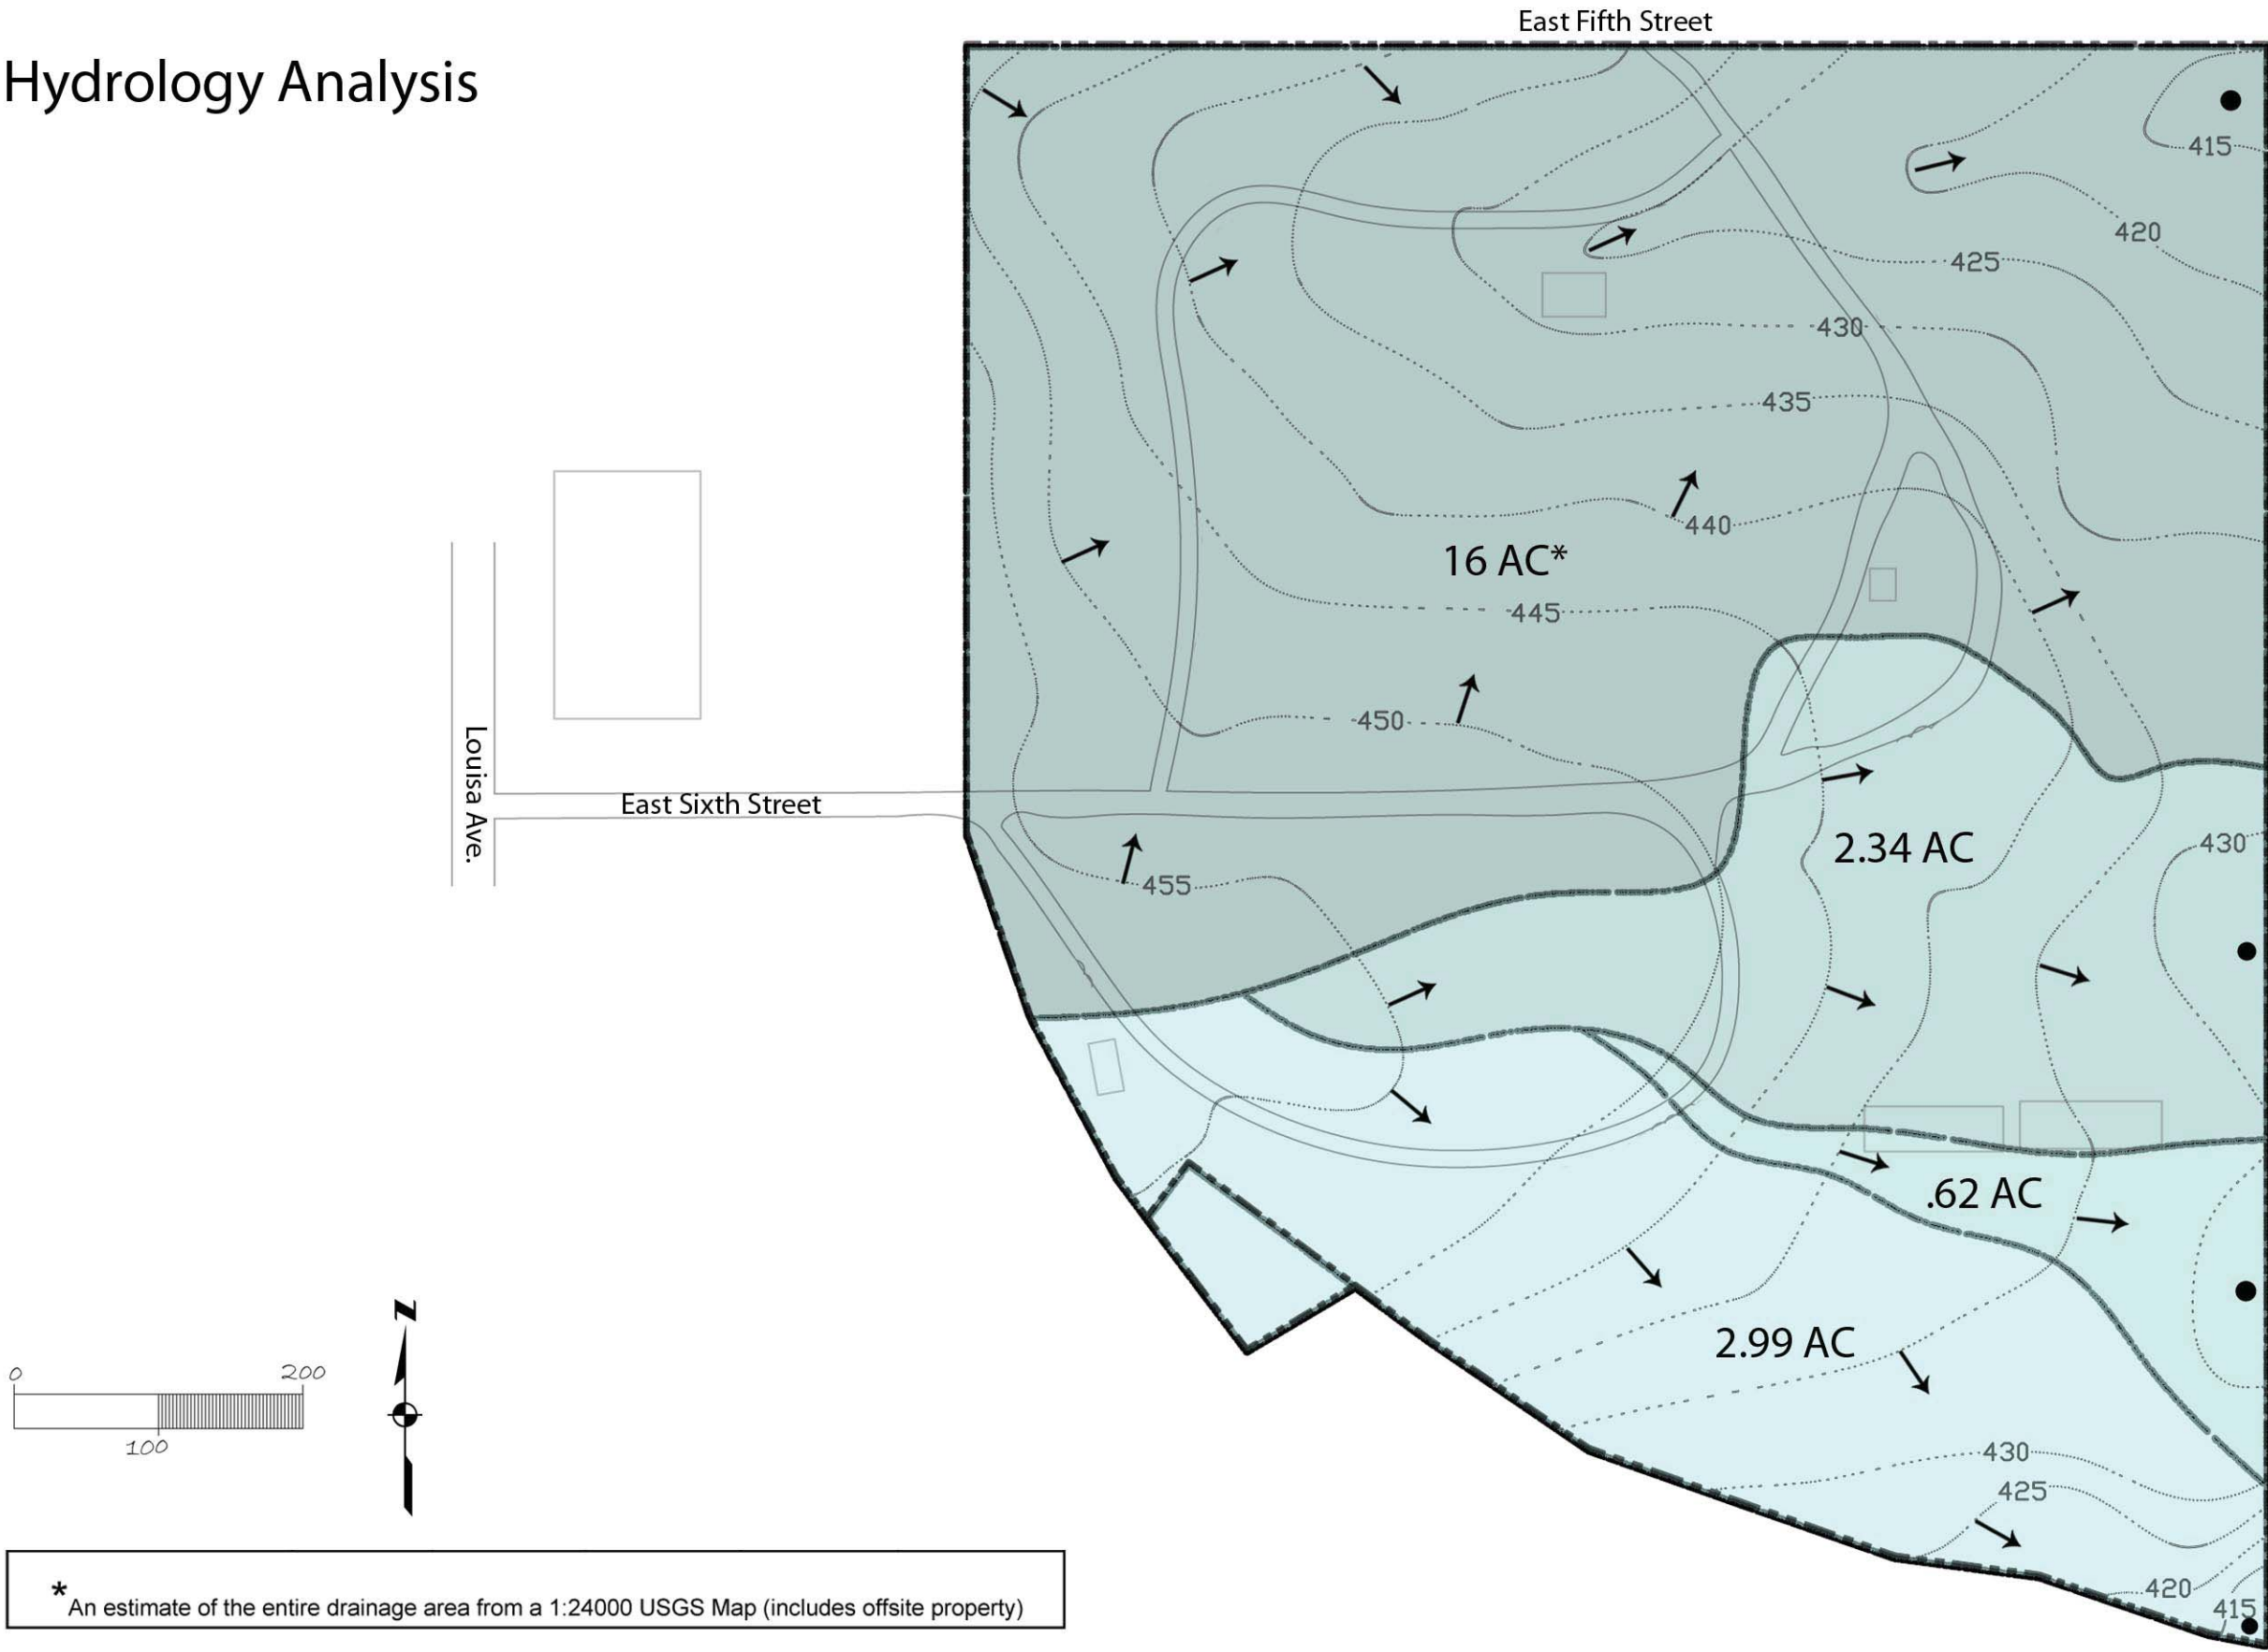 East Fifth Street
Hydrology Analysis
415
420
425
430
435
440
16 AC*
445
450
Louisa Ave.
East Sixth Street
2.34 AC
430
455
.62 AC
2.99 AC
N
0 200
100
430
425
420
415
*An estimate of the entire drainage area from a 1:24000 USGS Map (includes offsite property)